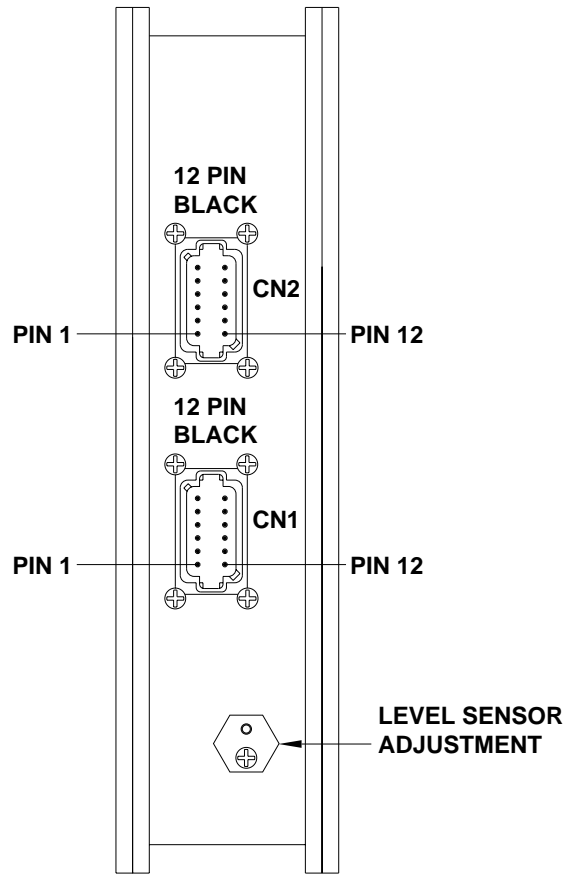 12 PIN
BLACK
CN2
PIN 1
PIN 12
12 PIN
BLACK
CN1
PIN 1
PIN 12
LEVEL SENSOR
ADJUSTMENT